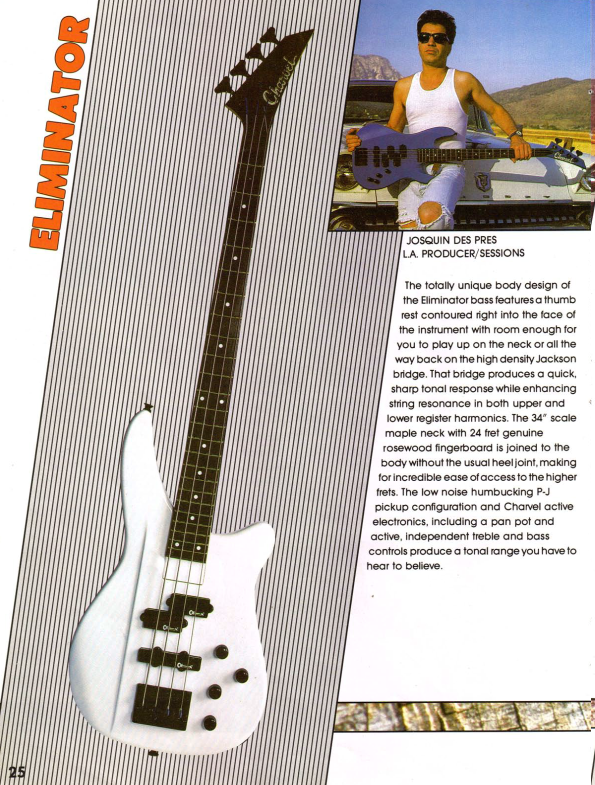 ELIMINATOR
Charvel
Charvel
JOSQUIN DES PRES
L.A. PRODUCER/SESSIONS
The totally unique body design of
the Eliminator bass features a thumb
rest contoured right into the face of
the instrument with room enough for
you to play up on the neck or all the
way back on the high density Jackson
bridge. That bridge produces a quick,
sharp tonal response while enhancing
string resonance in both upper and
lower register harmonics. The 34" scale
maple neck with 24 fret genuine
rosewood fingerboard is joined to the
body without the usual heel joint, making
for incredible ease of access to the higher
frets. The low noise humbucking P-J
pickup configuration and Charvel active
electronics, including a pan pot and
active, independent treble and bass
controls produce a tonal range you have to
hear to believe.
Charvel
Charvel
25